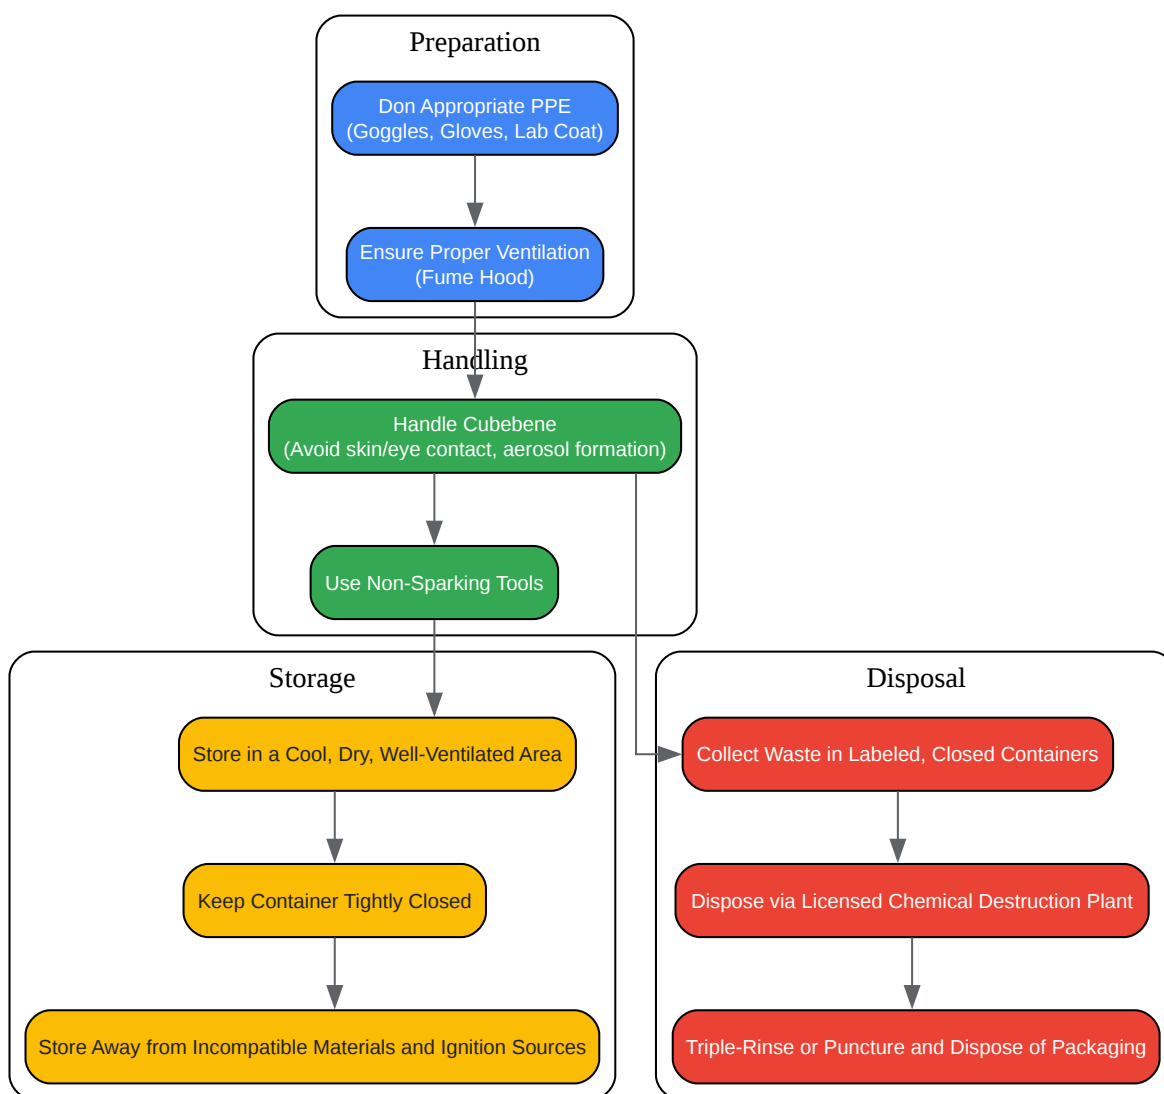 Preparation
Don Appropriate PPE
(Goggles, Gloves, Lab Coat)
Ensure Proper Ventilation
(Fume Hood)
Handling
Handle Cubebene
(Avoid skin/eye contact, aerosol formation)
Use Non-Sparking Tools
Storage
Store in a Cool, Dry, Well-Ventilated Area
Keep Container Tightly Closed
Store Away from Incompatible Materials and Ignition Sources
Disposal
Collect Waste in Labeled, Closed Containers
Dispose via Licensed Chemical Destruction Plant
Triple-Rinse or Puncture and Dispose of Packaging